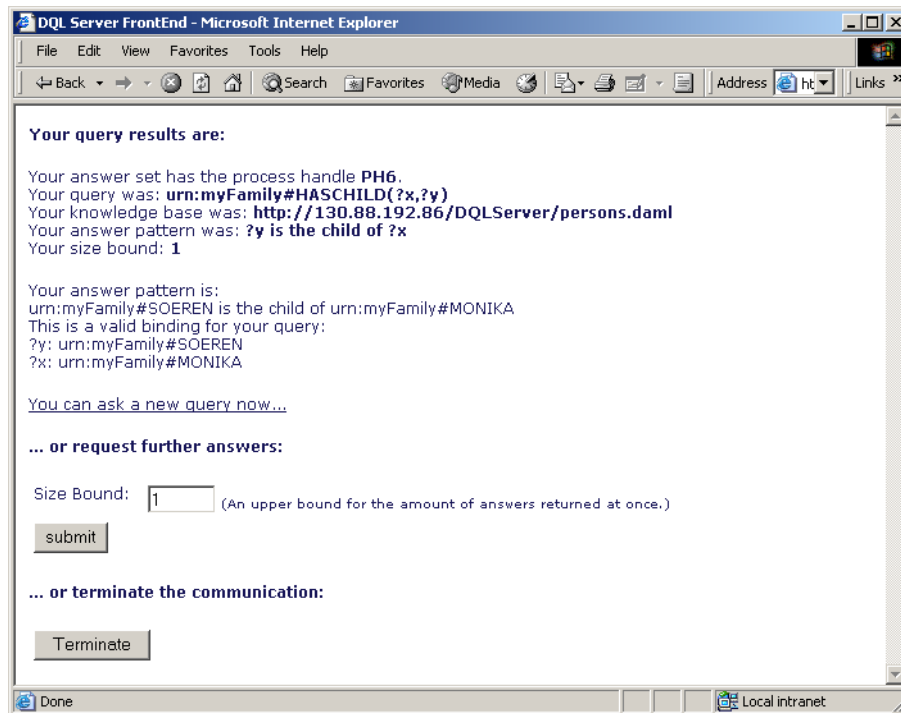 DQL Server FrontEnd - Microsoft Internet Explorer
File Edit View Favorites Tools Help
Back Search Favorites Media Address ht Links »
Your query results are:
Your answer set has the process handle PH6.
Your query was: urn:myFamily#HASCHILD(?x,?y)
Your knowledge base was: http://130.88.192.86/DQLServer/persons.daml
Your answer pattern was: ?y is the child of ?x
Your size bound: 1
Your answer pattern is:
urn:myFamily#SOEREN is the child of urn:myFamily#MONIKA
This is a valid binding for your query:
?y: urn:myFamily#SOEREN
?x: urn:myFamily#MONIKA
You can ask a new query now...
... or request further answers:
Size Bound: 1 (An upper bound for the amount of answers returned at once.)
submit
... or terminate the communication:
Terminate
Done Local intranet